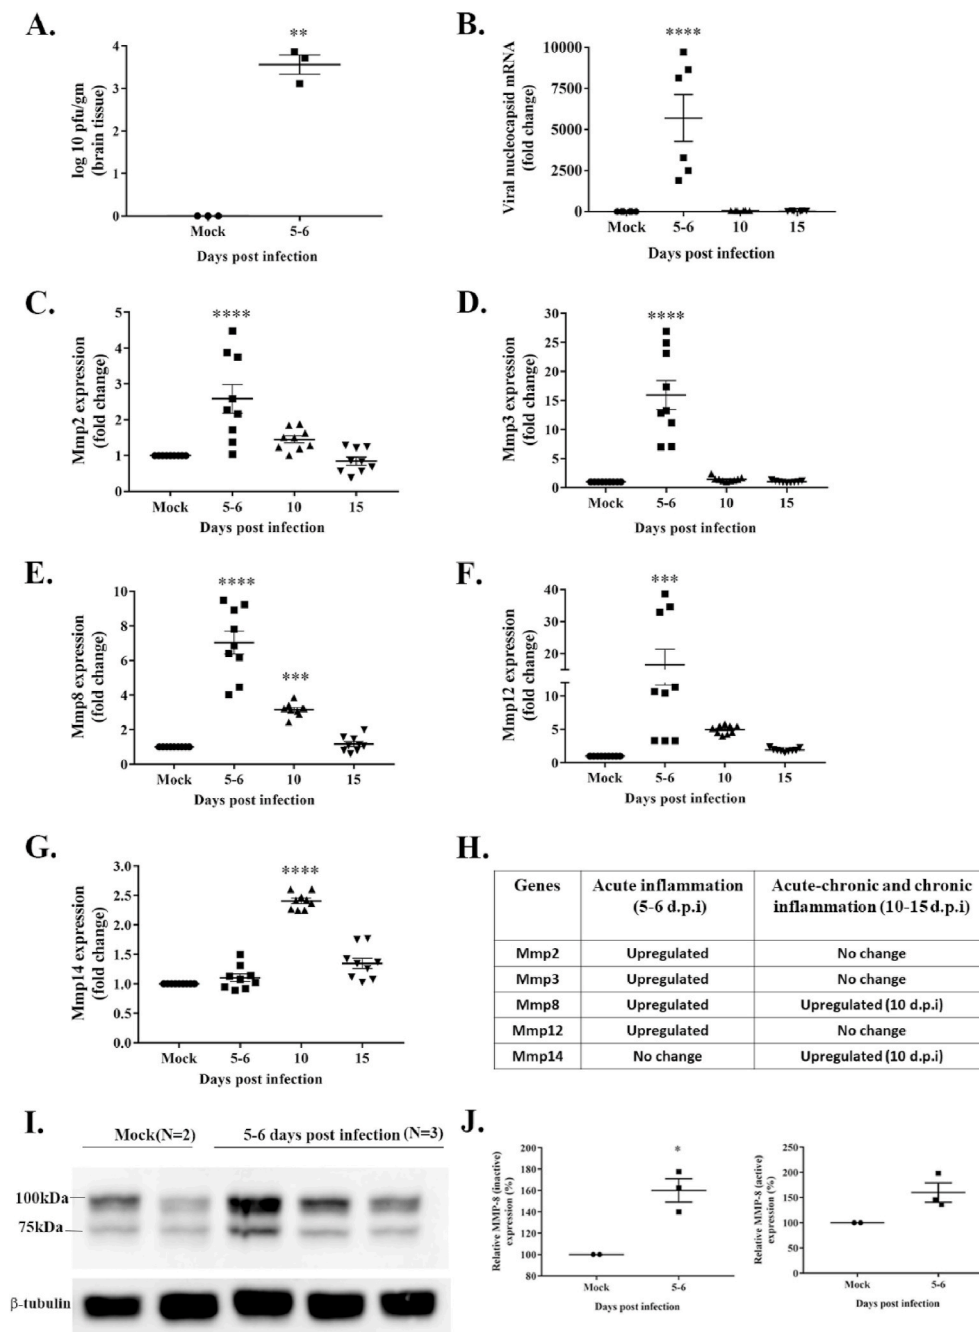 A.
**
log 10 pfu/gm
(brain tissue)
4
3
2
1
0
Mock
5-6
Days post infection
B.
****
Viral nucleocapsid mRNA
(fold change)
10000
7500
5000
2500
0
Mock
5-6
10
15
Days post infection
C.
****
Mmp2 expression
(fold change)
5
4
3
2
1
0
Mock
5-6
10
15
Days post infection
D.
****
Mmp3 expression
(fold change)
30
25
20
15
10
5
0
Mock
5-6
10
15
Days post infection
E.
****
***
Mmp8 expression
(fold change)
10
8
6
4
2
0
Mock
5-6
10
15
Days post infection
F.
***
Mmp12 expression
(fold change)
40
30
20
10
5
0
Mock
5-6
10
15
Days post infection
G.
****
Mmp14 expression
(fold change)
3.0
2.5
2.0
1.5
1.0
0.5
0.0
Mock
5-6
10
15
Days post infection
H.
Genes
Acute inflammation
(5-6 d.p.i)
Acute-chronic and chronic
inflammation (10-15 d.p.i)
Mmp2
Upregulated
No change
Mmp3
Upregulated
No change
Mmp8
Upregulated
Upregulated (10 d.p.i)
Mmp12
Upregulated
No change
Mmp14
No change
Upregulated (10 d.p.i)
I.
Mock(N=2)
5-6 days post infection (N=3)
100kDa
75kDa
β-tubulin
J.
*
Relative MMP-8 (inactive)
expression (%)
200
180
160
140
120
100
80
Mock
5-6
Days post infection
Relative MMP-8 (active)
expression (%)
250
200
150
100
50
0
Mock
5-6
Days post infection